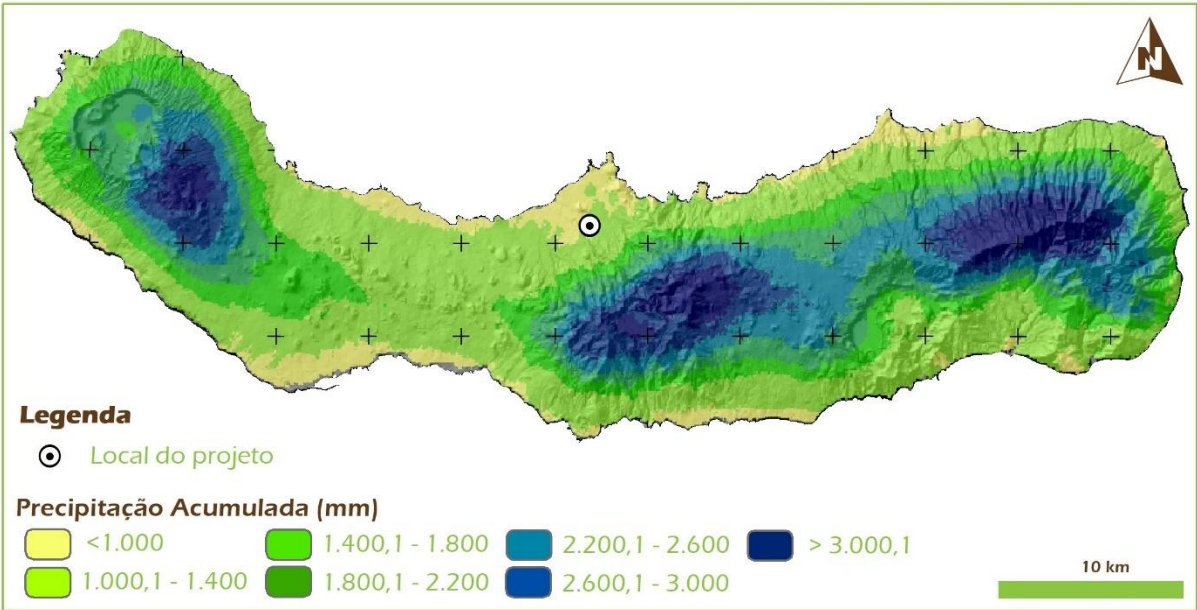 N
Legenda
Local do projeto
Precipitação Acumulada (mm)
<1.000
1.400,1 - 1.800
2.200,1 - 2.600
> 3.000,1
1.000,1 - 1.400
1.800,1 - 2.200
2.600,1 - 3.000
10 km